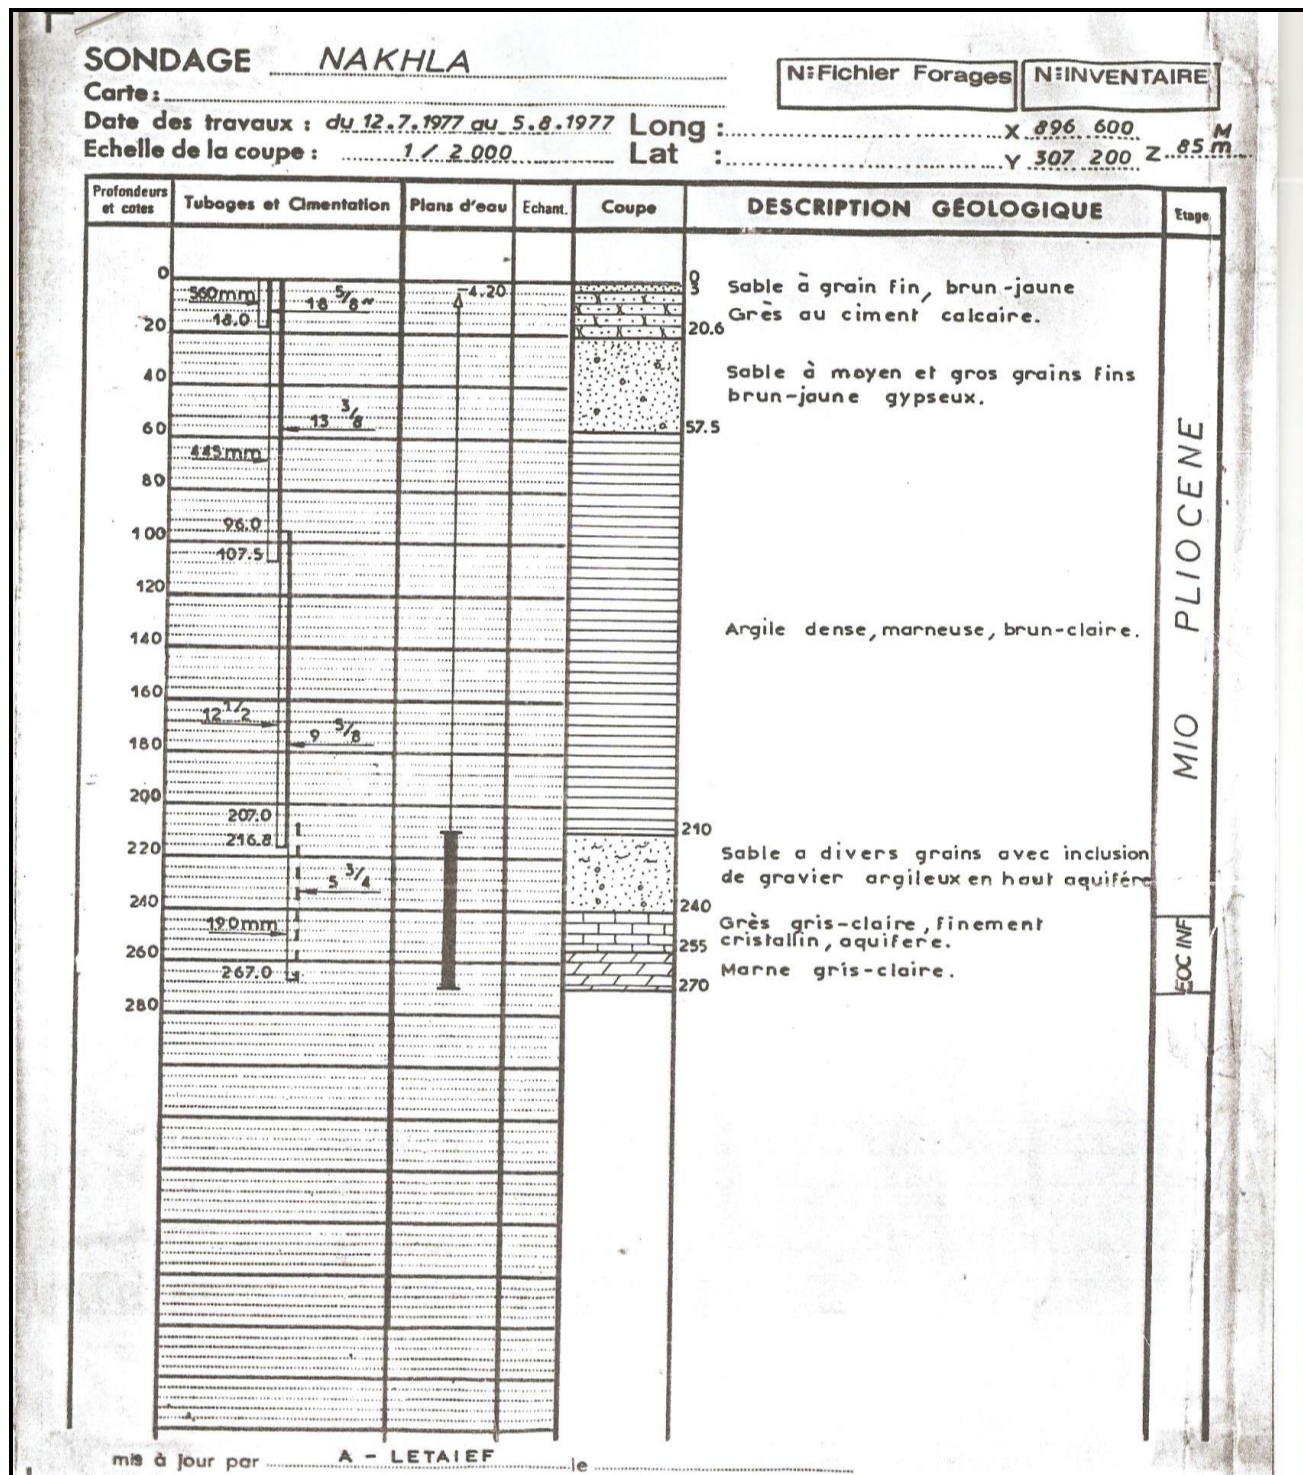 SONDAGE NAKHLA
N° Fichier Forages N° INVENTAIRE
Carte :
Date des travaux : du 12.7.1977 au 5.8.1977 Long : X 896 600 M
Echelle de la coupe : 1 / 2 000 Lat : Y 307 200 Z 85 m
Profondeurs et cotes Tubages et Cimentation Plans d'eau Echant. Coupe DESCRIPTION GÉOLOGIQUE Etage
0
560mm 18 5/8" -4.20 0 Sable à grain fin, brun-jaune
18.0 3 Grès au ciment calcaire.
20 20.6
40 Sable à moyen et gros grains fins
brun-jaune gypseux.
13 3/8
60 57.5
445mm
80
96.0
100
107.5
120
140 Argile dense, marneuse, brun-claire.
160
12 1/2
9 5/8
180
200
207.0 210
216.8
220 Sable a divers grains avec inclusion
5 3/4 de gravier argileux en haut aquifére
240 240
190mm Grès gris-claire, finement
cristallin, aquifere.
260 255
267.0 Marne gris-claire.
270
280
MIO PLIOCENE
EOC INF
mis à jour par A - LETAIEF le